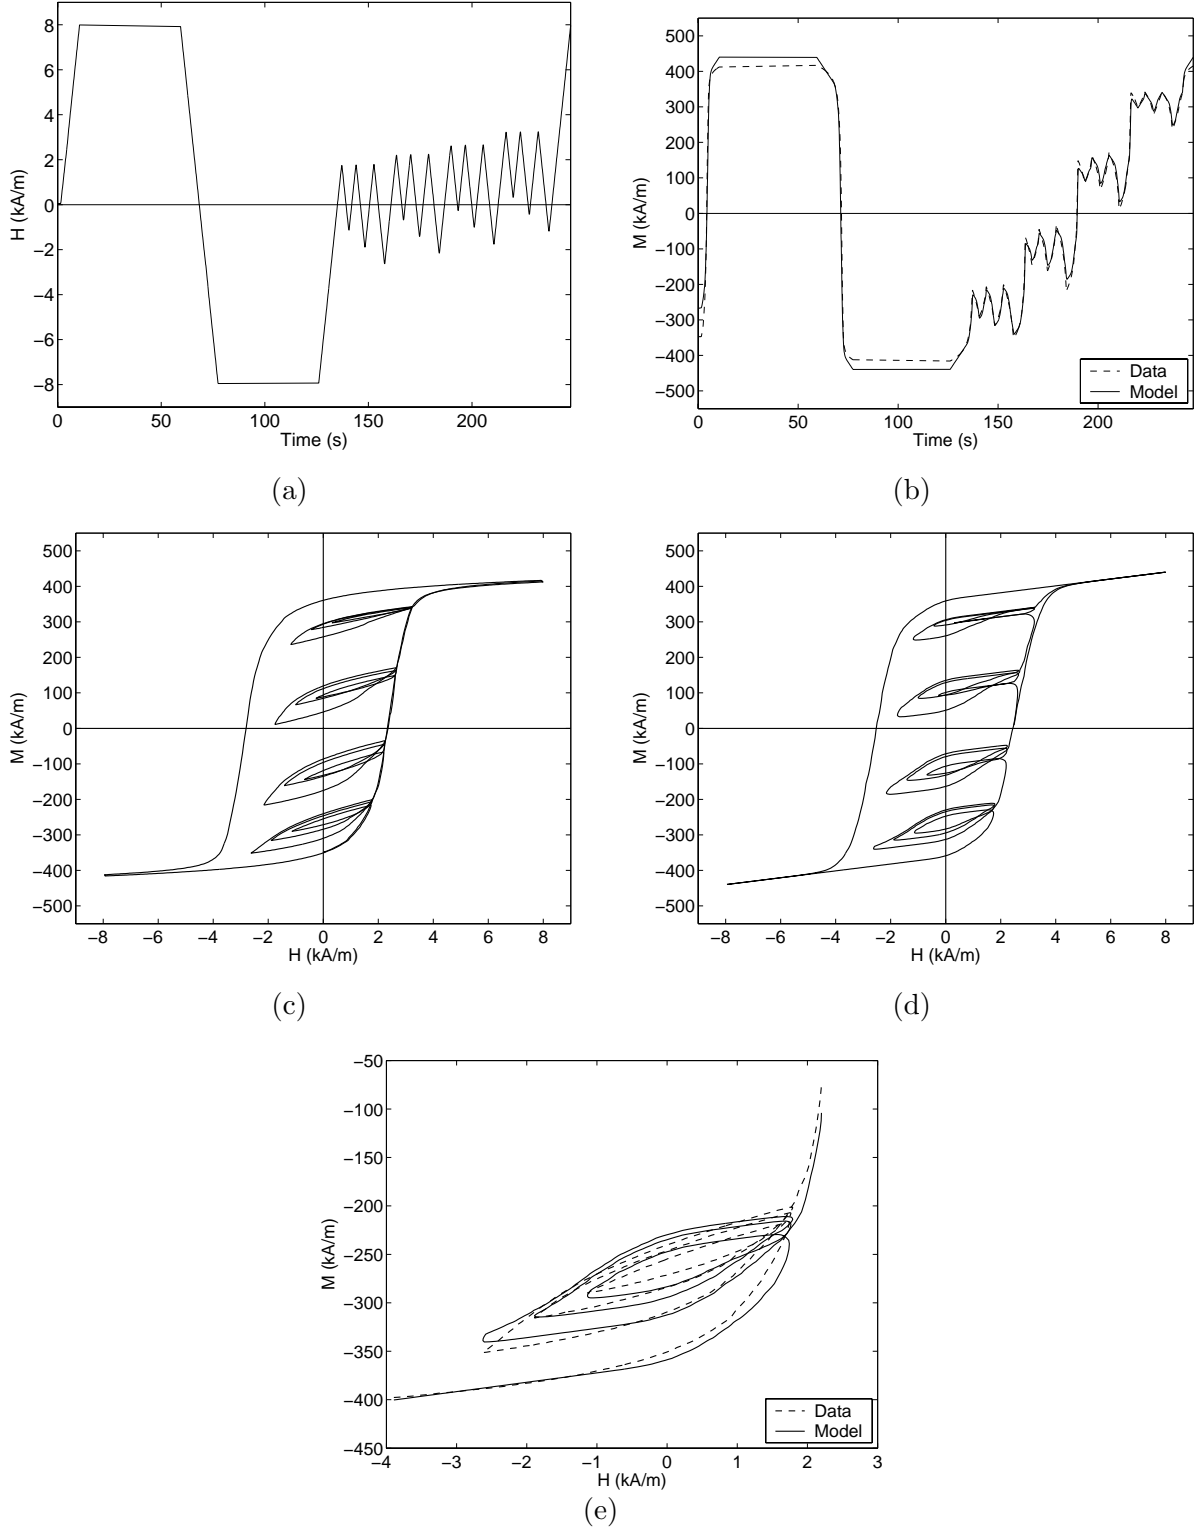 8
6
4
2
0
−2
−4
−6
−8
H (kA/m)
0 50 100 150 200
Time (s)
(a)
500
400
300
200
100
0
−100
−200
−300
−400
−500
M (kA/m)
Data
Model
0 50 100 150 200
Time (s)
(b)
500
400
300
200
100
0
−100
−200
−300
−400
−500
M (kA/m)
−8 −6 −4 −2 0 2 4 6 8
H (kA/m)
(c)
500
400
300
200
100
0
−100
−200
−300
−400
−500
M (kA/m)
−8 −6 −4 −2 0 2 4 6 8
H (kA/m)
(d)
−50
−100
−150
−200
−250
−300
−350
−400
−450
M (kA/m)
Data
Model
−4 −3 −2 −1 0 1 2 3
H (kA/m)
(e)